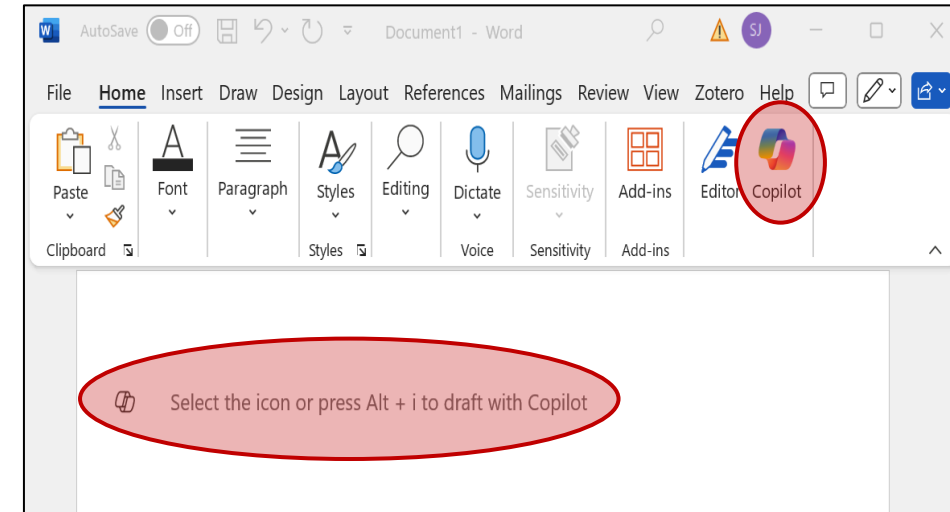 W AutoSave Off Document1 - Word SJ
File Home Insert Draw Design Layout References Mailings Review View Zotero Help
Paste Font Paragraph Styles Editing Dictate Sensitivity Add-ins Editor Copilot
Clipboard Styles Voice Sensitivity Add-ins
Select the icon or press Alt + i to draft with Copilot